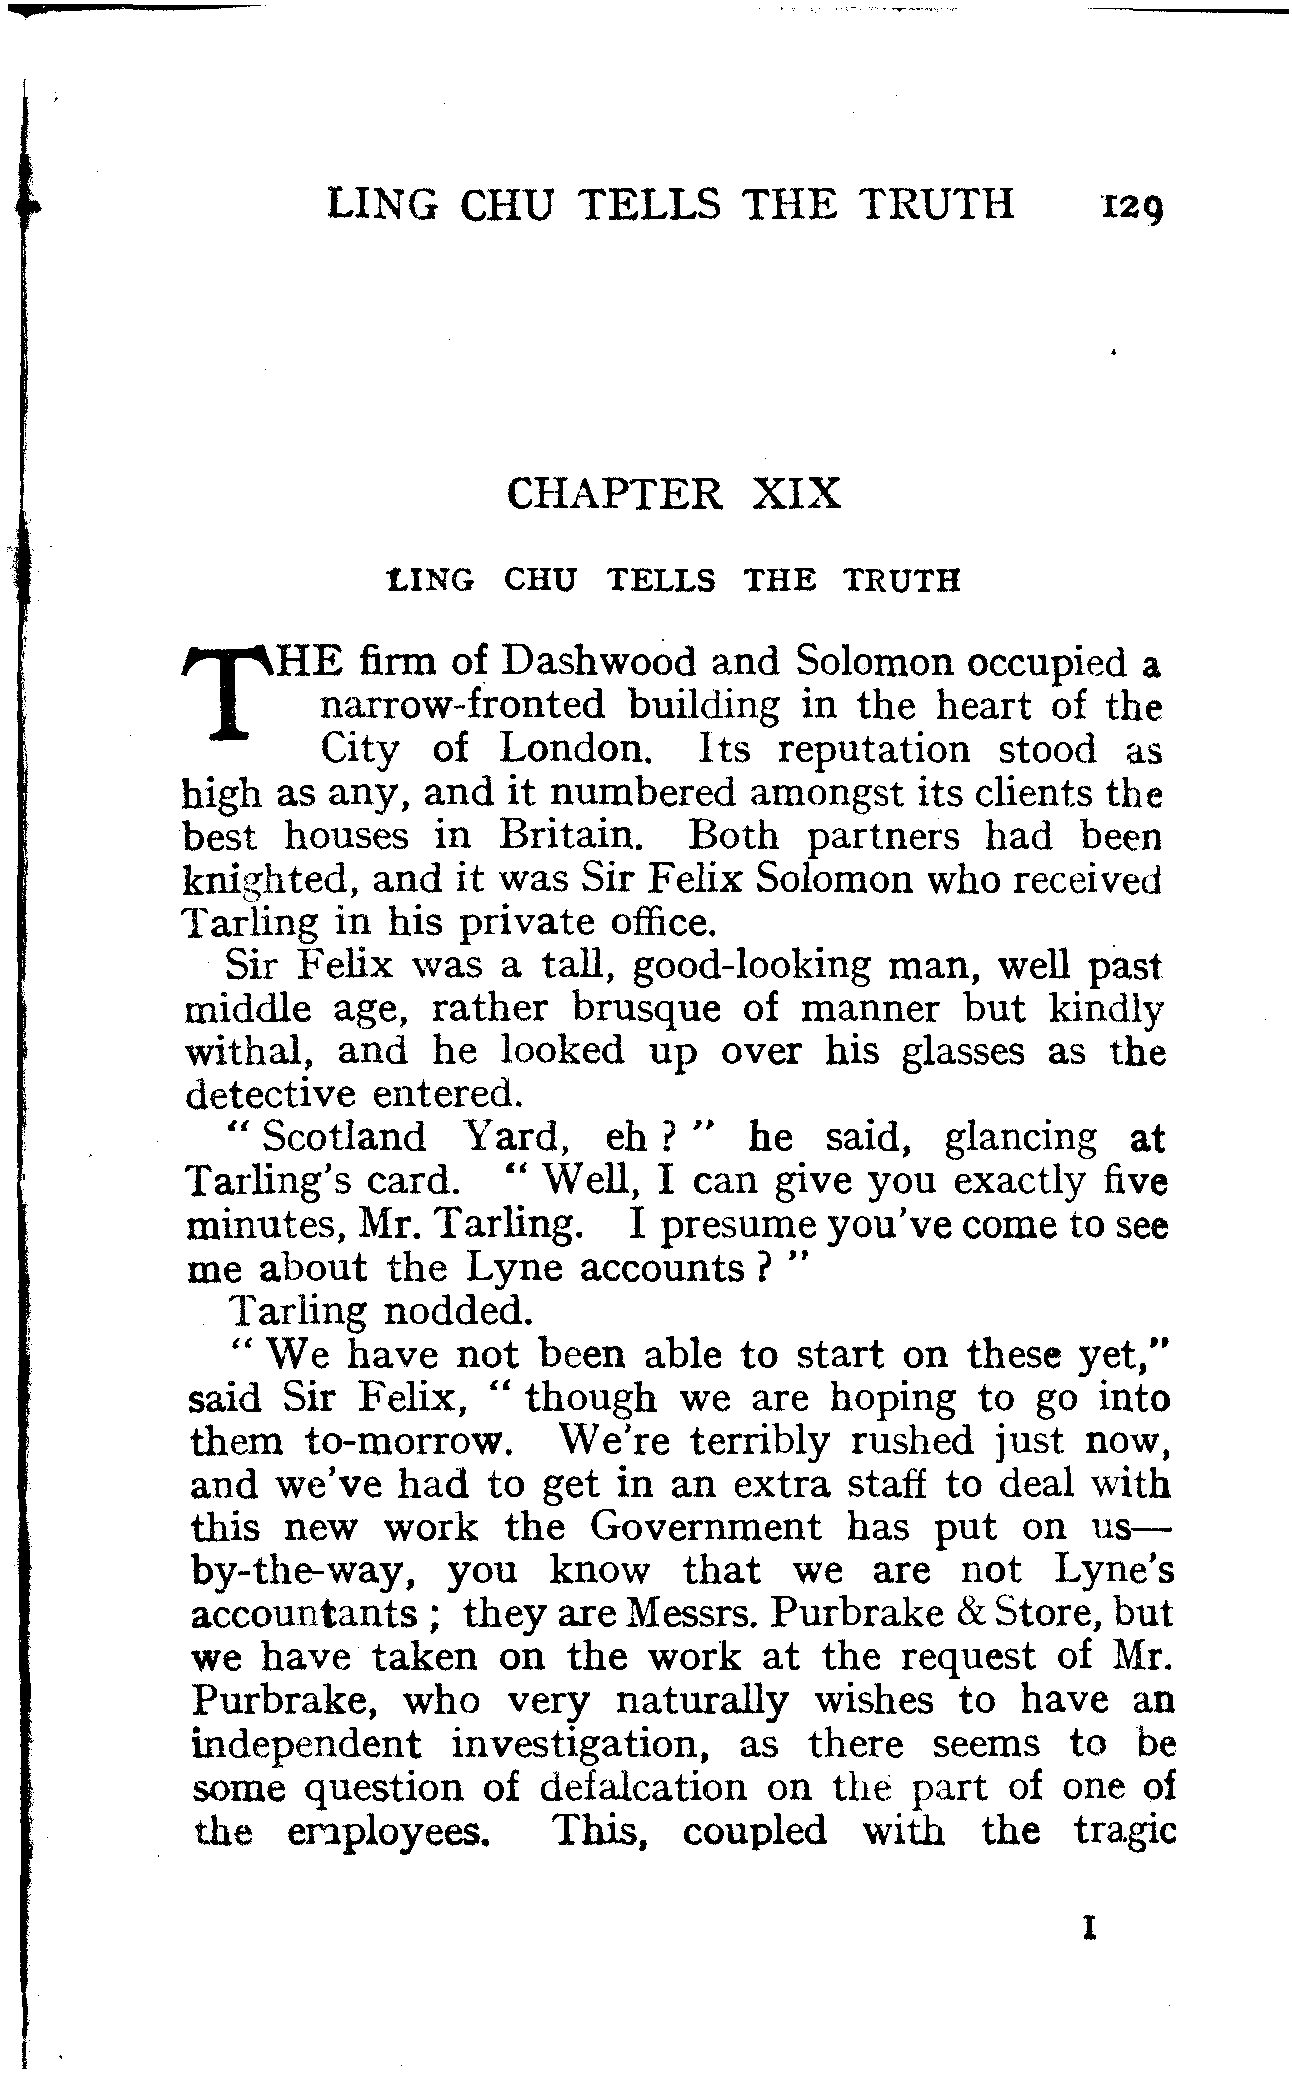 LING CHU TELLS THE TRUTH 129
CHAPTER XIX
LING CHU TELLS THE TRUTH
THE firm of Dashwood and Solomon occupied a
narrow-fronted building in the heart of the
City of London. Its reputation stood as
high as any, and it numbered amongst its clients the
best houses in Britain. Both partners had been
knighted, and it was Sir Felix Solomon who received
Tarling in his private office.
Sir Felix was a tall, good-looking man, well past
middle age, rather brusque of manner but kindly
withal, and he looked up over his glasses as the
detective entered.
" Scotland Yard, eh ? " he said, glancing at
Tarling's card. " Well, I can give you exactly five
minutes, Mr. Tarling. I presume you've come to see
me about the Lyne accounts ? "
Tarling nodded.
" We have not been able to start on these yet,"
said Sir Felix, " though we are hoping to go into
them to-morrow. We're terribly rushed just now,
and we've had to get in an extra staff to deal with
this new work the Government has put on us—
by-the-way, you know that we are not Lyne's
accountants ; they are Messrs. Purbrake & Store, but
we have taken on the work at the request of Mr.
Purbrake, who very naturally wishes to have an
independent investigation, as there seems to be
some question of defalcation on the part of one of
the employees. This, coupled with the tragic
I